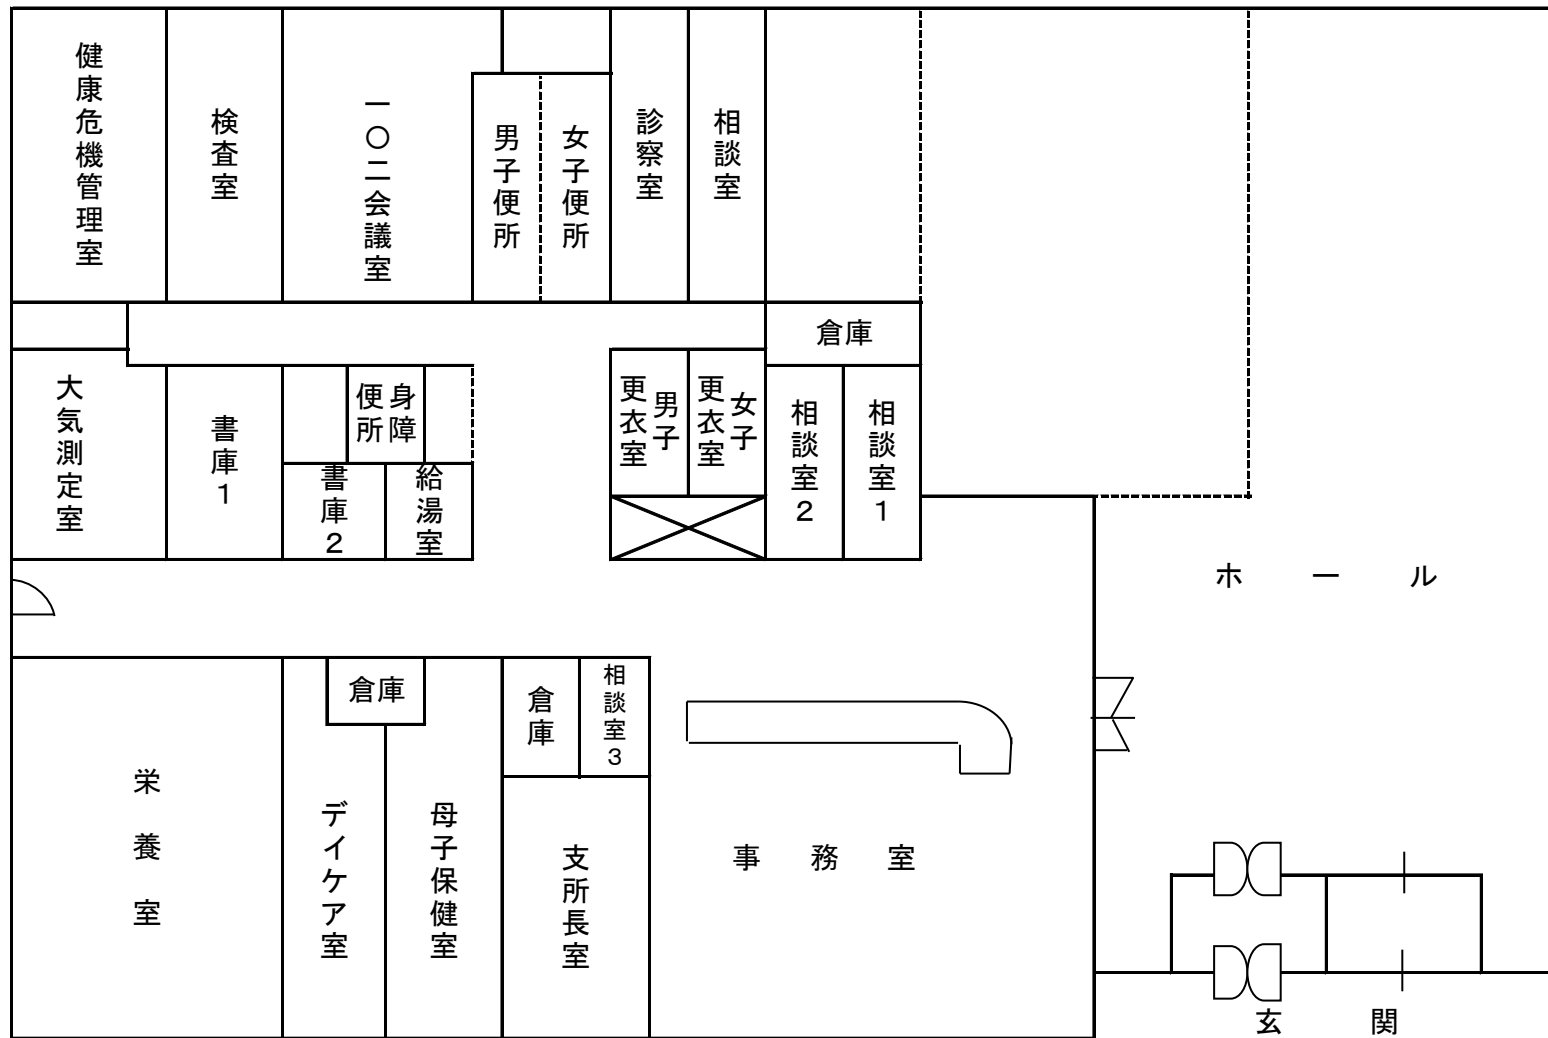 健康危機管理室
検査室
一〇二会議室
男子便所
女子便所
診察室
相談室
倉庫
大気測定室
書庫1
身障
便所
書庫2
給湯室
男子
更衣室
女子
更衣室
相談室2
相談室1
ホール
栄養室
倉庫
デイケア室
母子保健室
倉庫
相談室3
支所長室
事務室
玄関